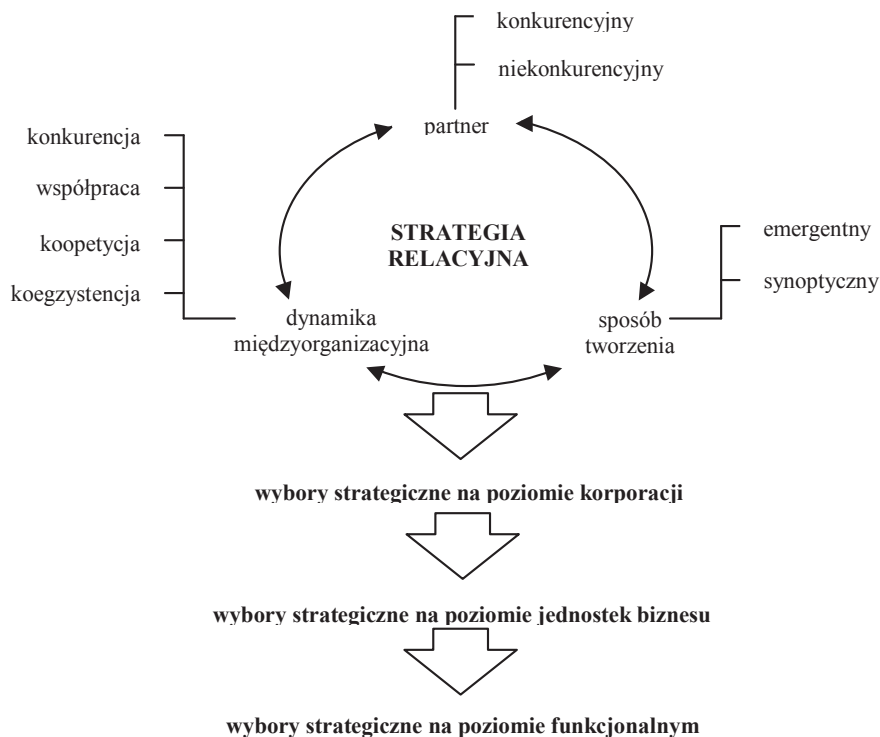 konkurencyjny
niekonkurencyjny
partner
konkurencja
współpraca
koopetycja
koegzystencja
STRATEGIA
RELACYJNA
emergentny
synoptyczny
dynamika
międzyorganizacyjna
sposób
tworzenia
wybory strategiczne na poziomie korporacji
wybory strategiczne na poziomie jednostek biznesu
wybory strategiczne na poziomie funkcjonalnym